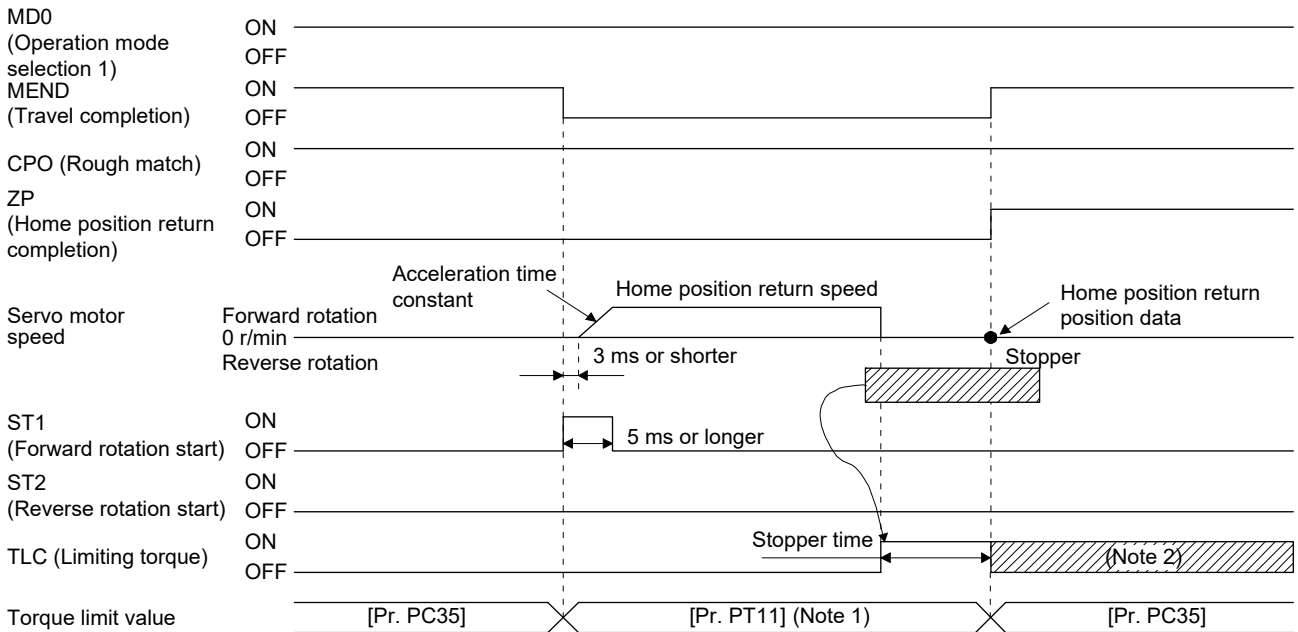 MD0
(Operation mode
selection 1)
ON
OFF
MEND
(Travel completion)
ON
OFF
CPO (Rough match)
ON
OFF
ZP
(Home position return
completion)
ON
OFF
Acceleration time
constant
Home position return speed
Home position return
position data
Servo motor
speed
Forward rotation
0 r/min
Reverse rotation
3 ms or shorter
Stopper
ST1
(Forward rotation start)
ON
OFF
5 ms or longer
ST2
(Reverse rotation start)
ON
OFF
TLC (Limiting torque)
ON
OFF
Stopper time
(Note 2)
Torque limit value
[Pr. PC35]
[Pr. PT11] (Note 1)
[Pr. PC35]